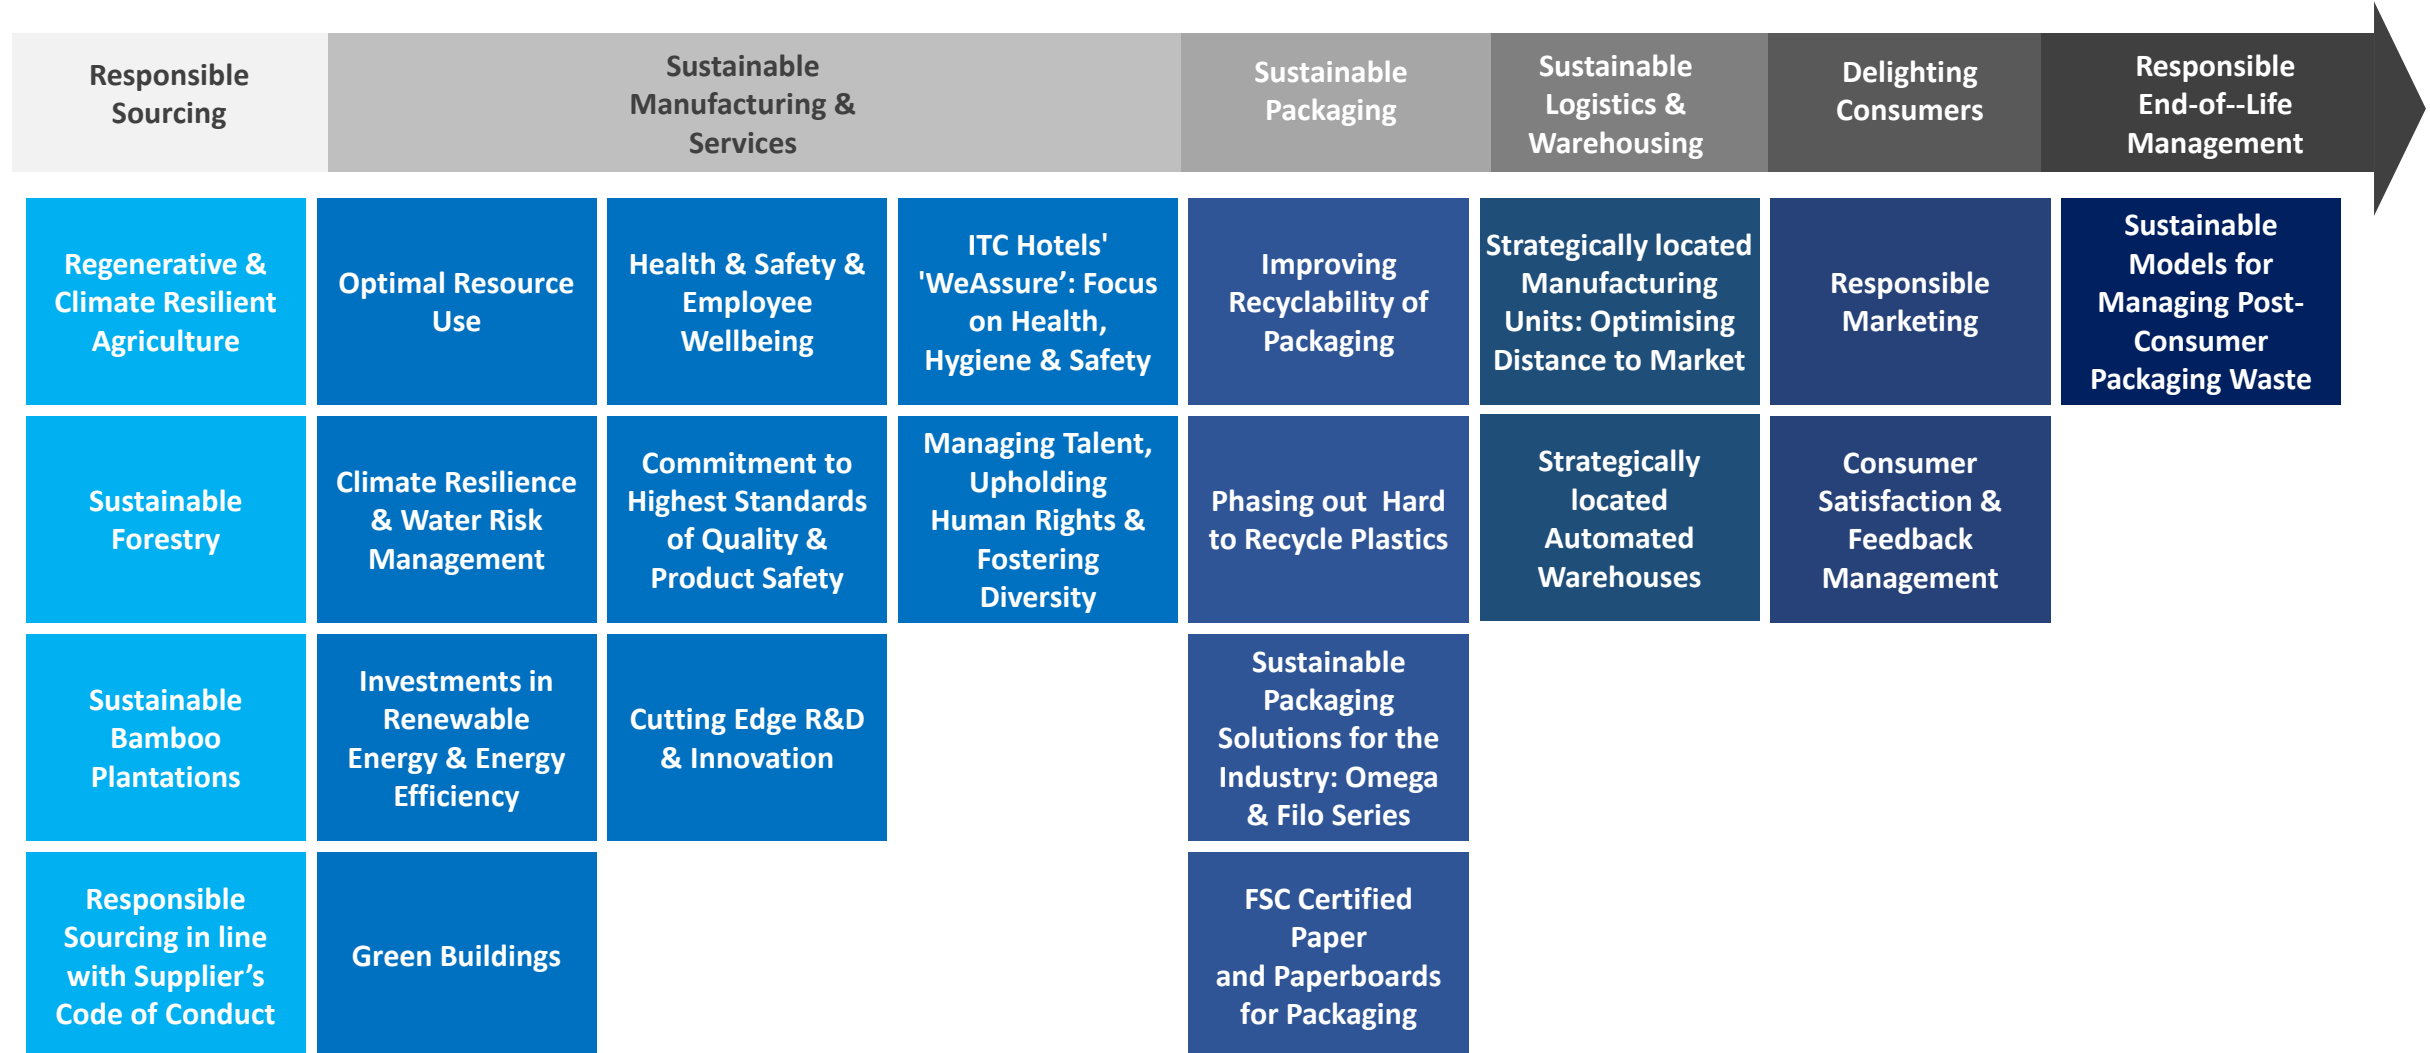 Responsible
Sourcing
Sustainable
Manufacturing &
Services
Sustainable
Packaging
Sustainable
Logistics &
Warehousing
Delighting
Consumers
Responsible
End-of--Life
Management
Regenerative &
Climate Resilient
Agriculture
Optimal Resource
Use
Health & Safety &
Employee
Wellbeing
ITC Hotels'
'WeAssure’: Focus
on Health,
Hygiene & Safety
Improving
Recyclability of
Packaging
Strategically located
Manufacturing
Units: Optimising
Distance to Market
Responsible
Marketing
Sustainable
Models for
Managing Post-
Consumer
Packaging Waste
Sustainable
Forestry
Climate Resilience
& Water Risk
Management
Commitment to
Highest Standards
of Quality &
Product Safety
Managing Talent,
Upholding
Human Rights &
Fostering
Diversity
Phasing out  Hard
to Recycle Plastics
Strategically
located
Automated
Warehouses
Consumer
Satisfaction &
Feedback
Management
Sustainable
Bamboo
Plantations
Investments in
Renewable
Energy & Energy
Efficiency
Cutting Edge R&D
& Innovation
Sustainable
Packaging
Solutions for the
Industry: Omega
& Filo Series
Responsible
Sourcing in line
with Supplier’s
Code of Conduct
Green Buildings
FSC Certified
Paper
and Paperboards
for Packaging